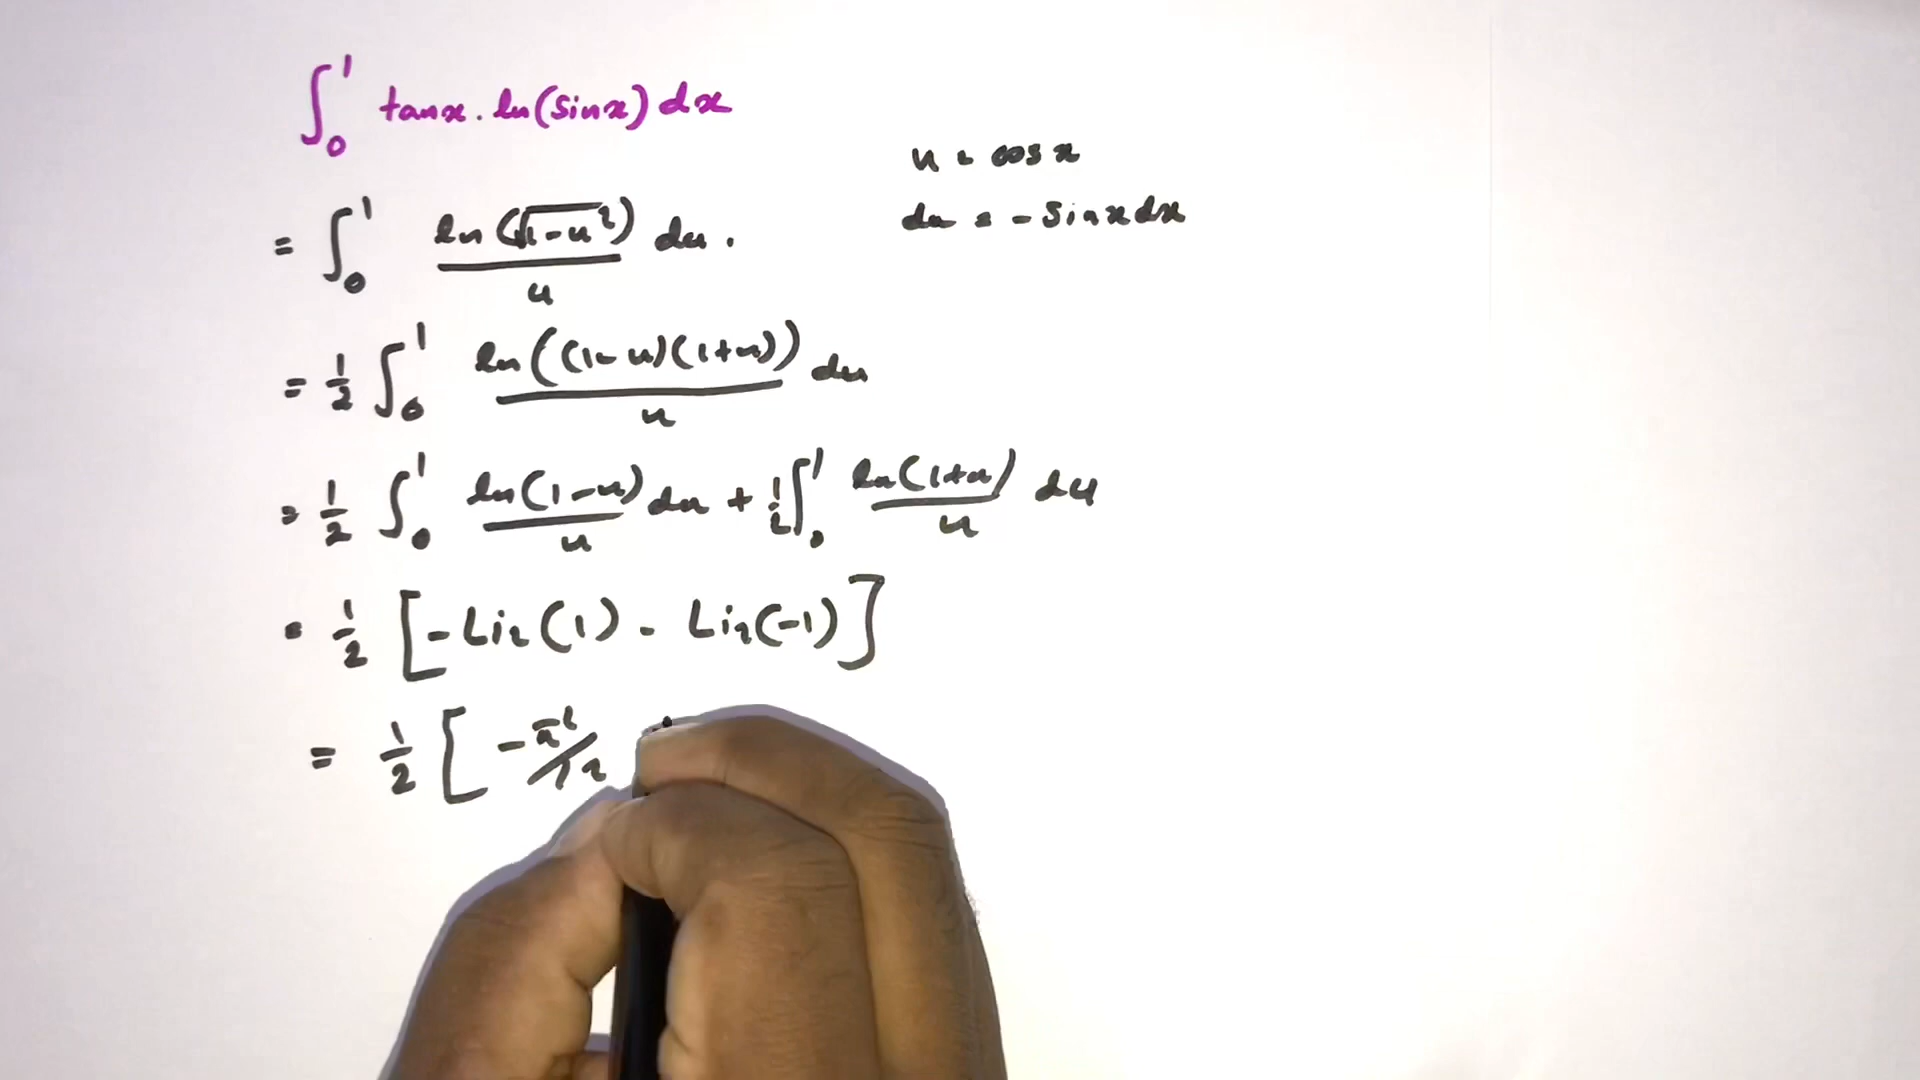 ∫₀¹ tanx . ln(sinx) dx
u = cos x
du = - sinx dx
= ∫₀¹ ln(√1-u²)/u du .
= 1/2 ∫₀¹ ln((1-u)(1+u))/u du
= 1/2 ∫₀¹ ln(1-u)/u du + 1/2 ∫₀¹ ln(1+u)/u du
= 1/2 [-Li₂(1) - Li₂(-1)]
= 1/2 [ -π²/